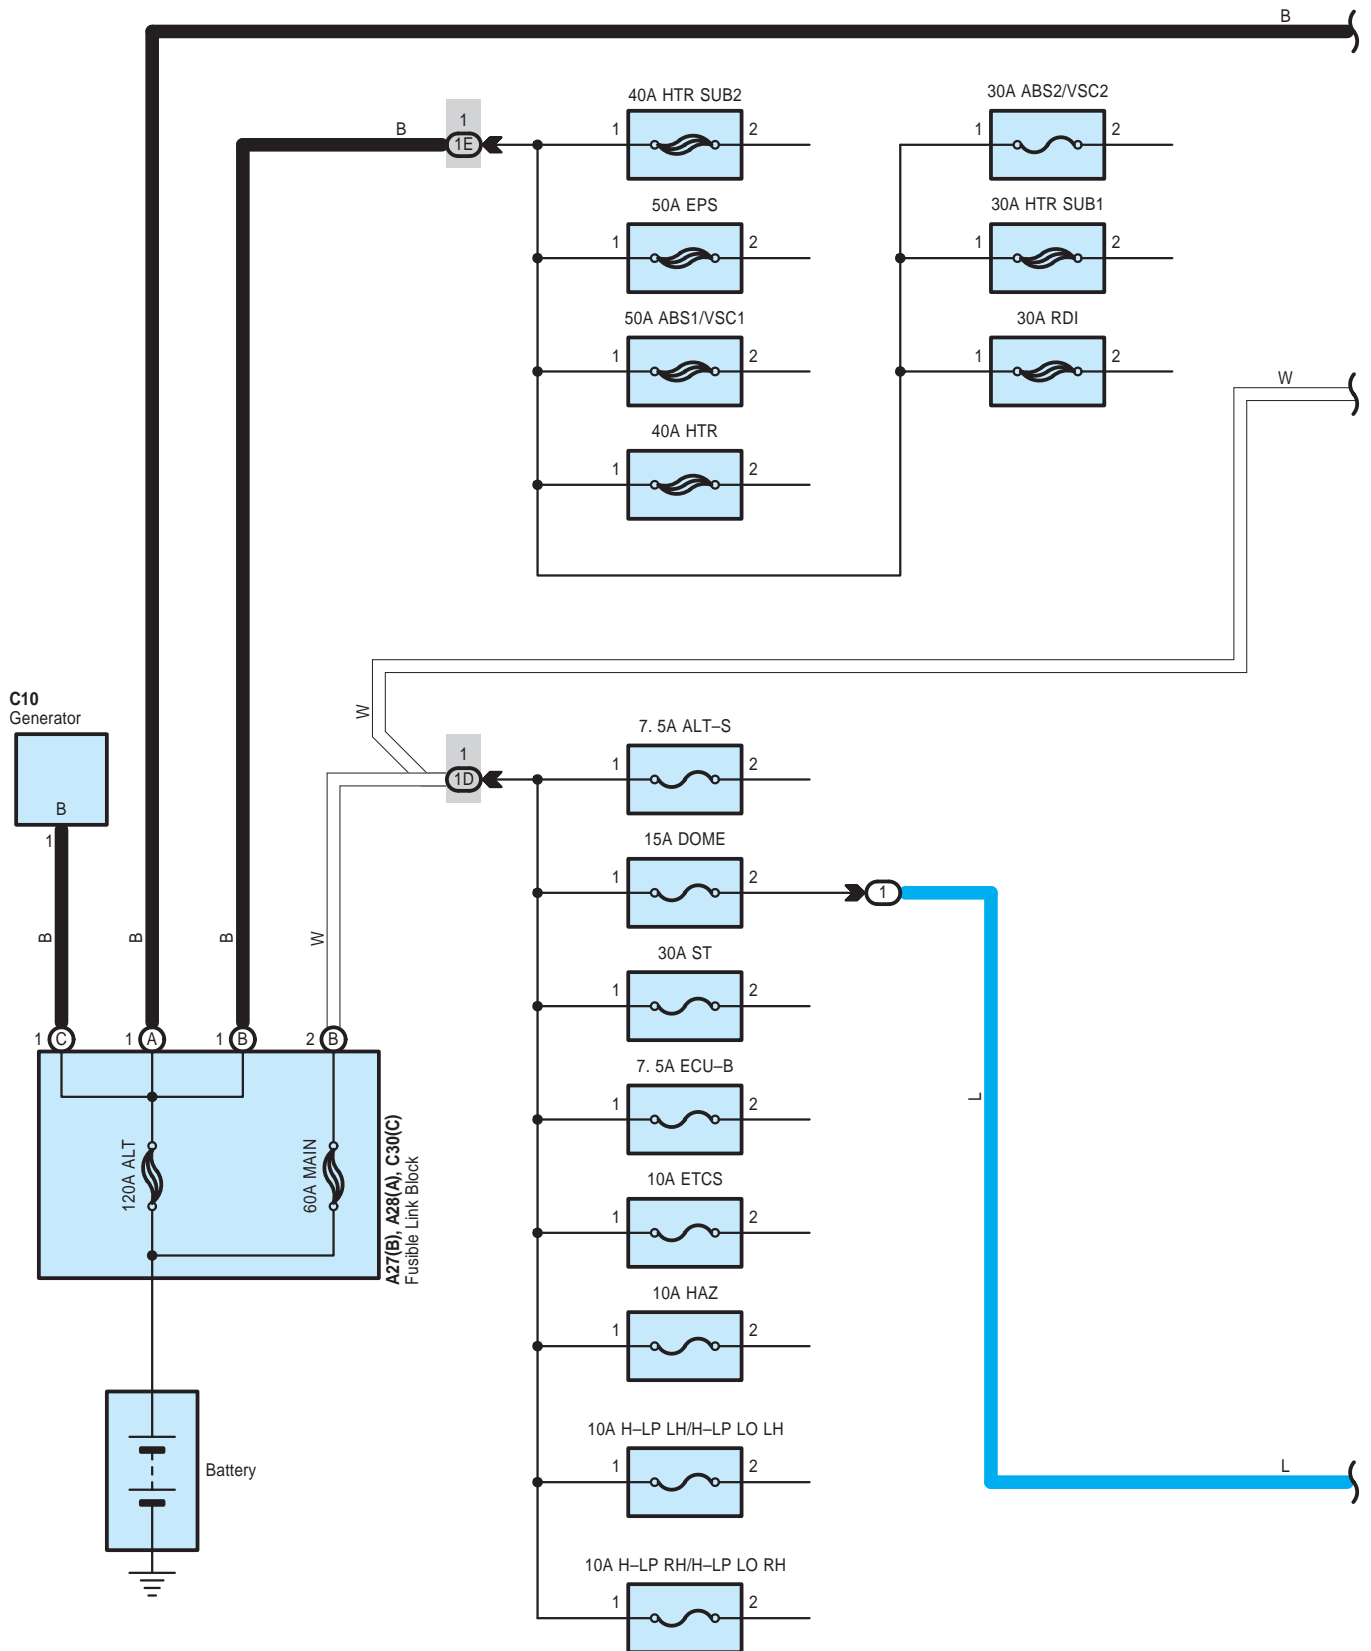 B
40A HTR SUB2
30A ABS2/VSC2
B
1
1E
1 2
1 2
50A EPS
30A HTR SUB1
1 2
1 2
50A ABS1/VSC1
30A RDI
1 2
1 2
W
40A HTR
1 2
C10
Generator
B
1
W
7. 5A ALT–S
1
1D
1 2
15A DOME
1 2
1
B
B
B
W
30A ST
1 2
1 C
1 A
1 B
2 B
7. 5A ECU–B
1 2
L
120A ALT
60A MAIN
A27(B), A28(A), C30(C)
Fusible Link Block
10A ETCS
1 2
10A HAZ
1 2
10A H–LP LH/H–LP LO LH
1 2
Battery
L
10A H–LP RH/H–LP LO RH
1 2